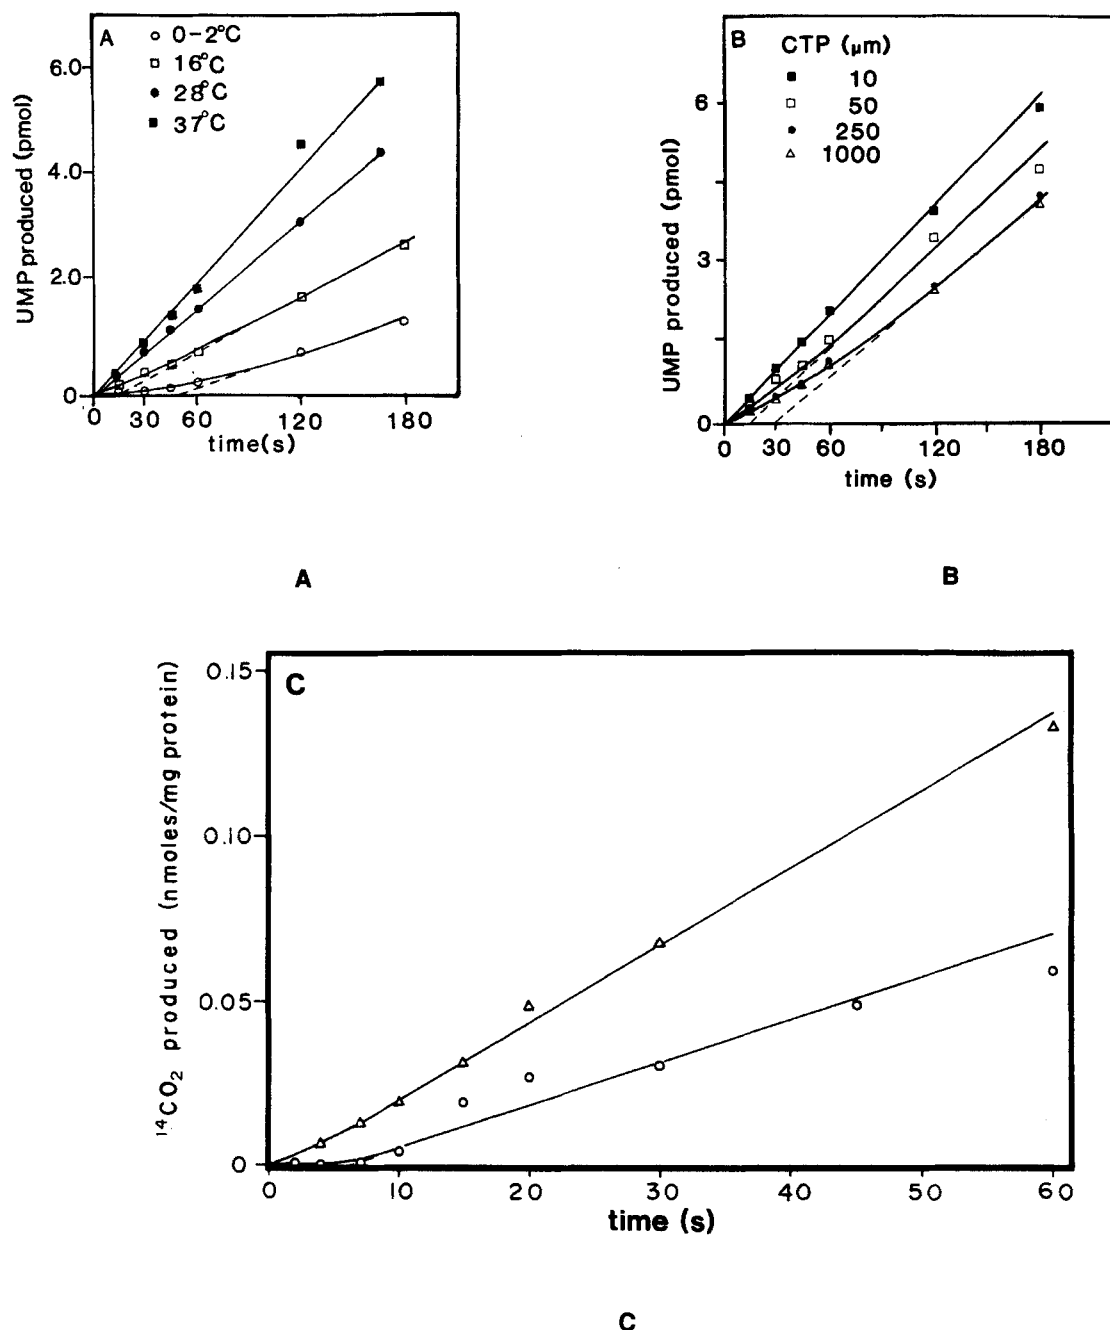 A
0-2°C
16°C
28°C
37°C
6.0
4.0
2.0
0
UMP produced (pmol)
0 30 60 120 180
time(s)
B
CTP (μm)
10
50
250
1000
6
3
0
UMP produced (pmol)
0 30 60 120 180
time (s)
A
B
C
0.15
0.10
0.05
0
¹⁴CO₂ produced (nmoles/mg protein)
0 10 20 30 40 50 60
time (s)
C